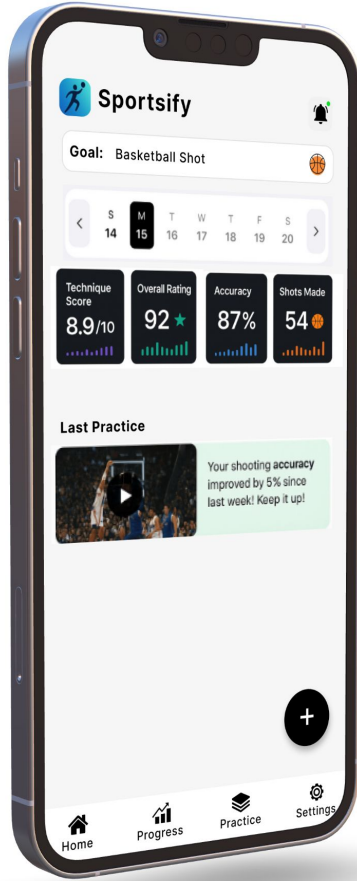 Sportsify
Goal: Basketball Shot
S M T W T F S
14 15 16 17 18 19 20
Technique Score
8.9/10
Overall Rating
92
Accuracy
87%
Shots Made
54
Last Practice
Your shooting accuracy
improved by 5% since
last week! Keep it up!
+
Home
Progress
Practice
Settings